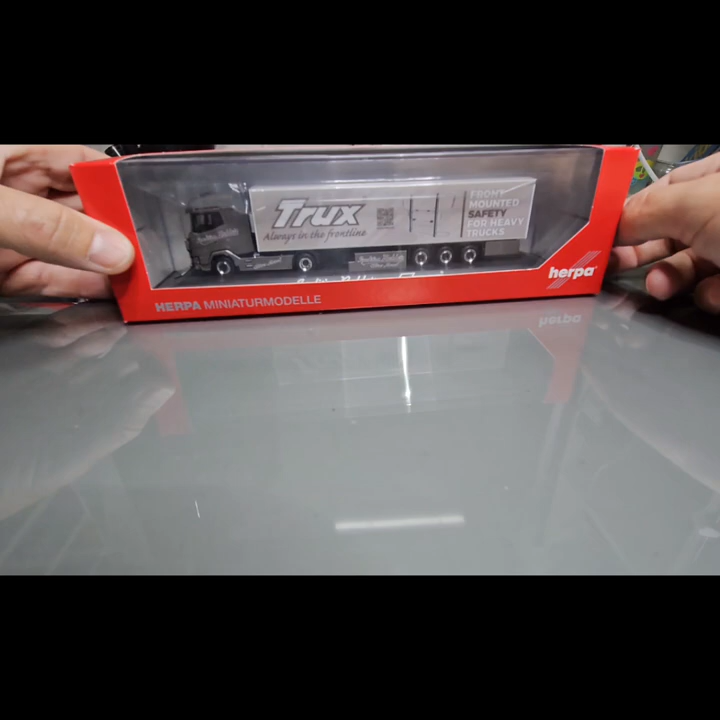 Trux
Always in the frontline
FRONT
MOUNTED
SAFETY
FOR HEAVY
TRUCKS
herpa
HERPA MINIATURMODELLE